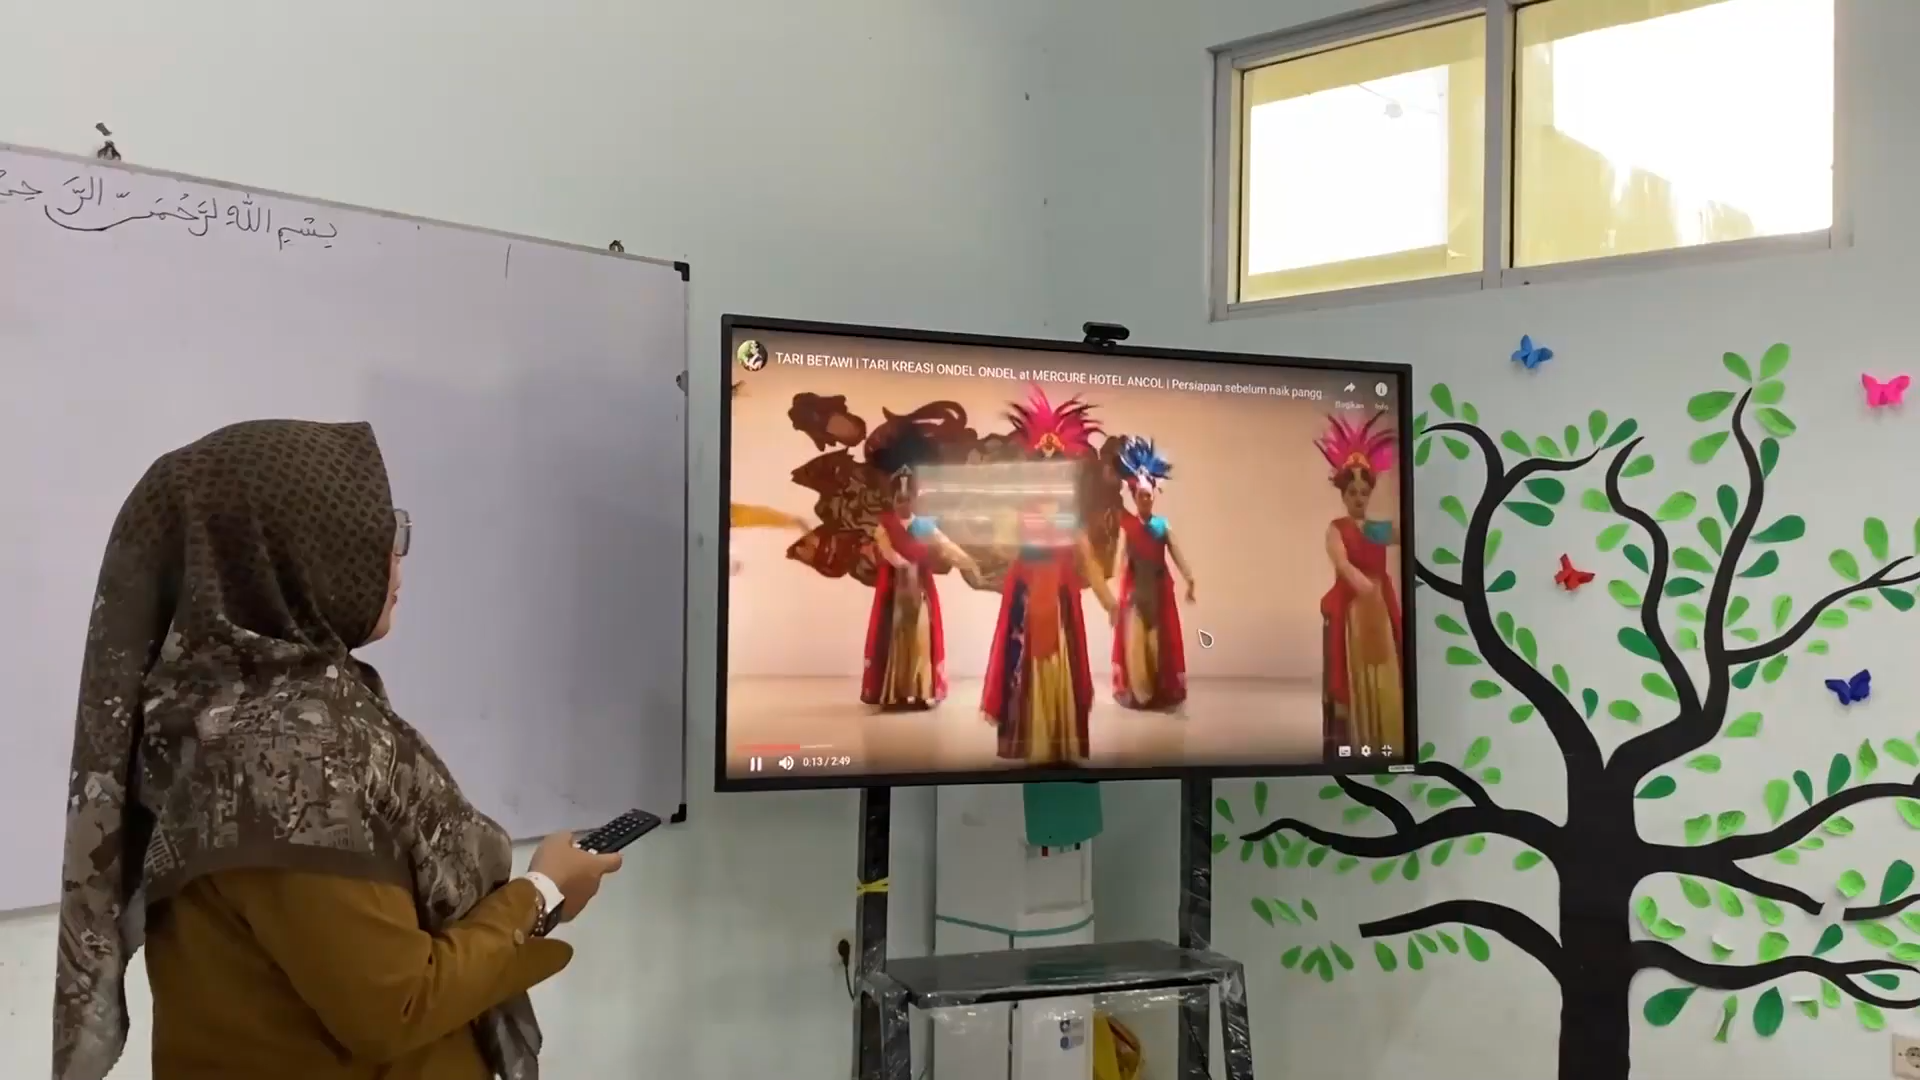 بِسْمِ اللهِ لرَّحْمَنِ الرَّحِي
TARI BETAWI | TARI KREASI ONDEL ONDEL at MERCURE HOTEL ANCOL | Persiapan sebelum naik pangg...
Bagikan
Info
0:13 / 2:49